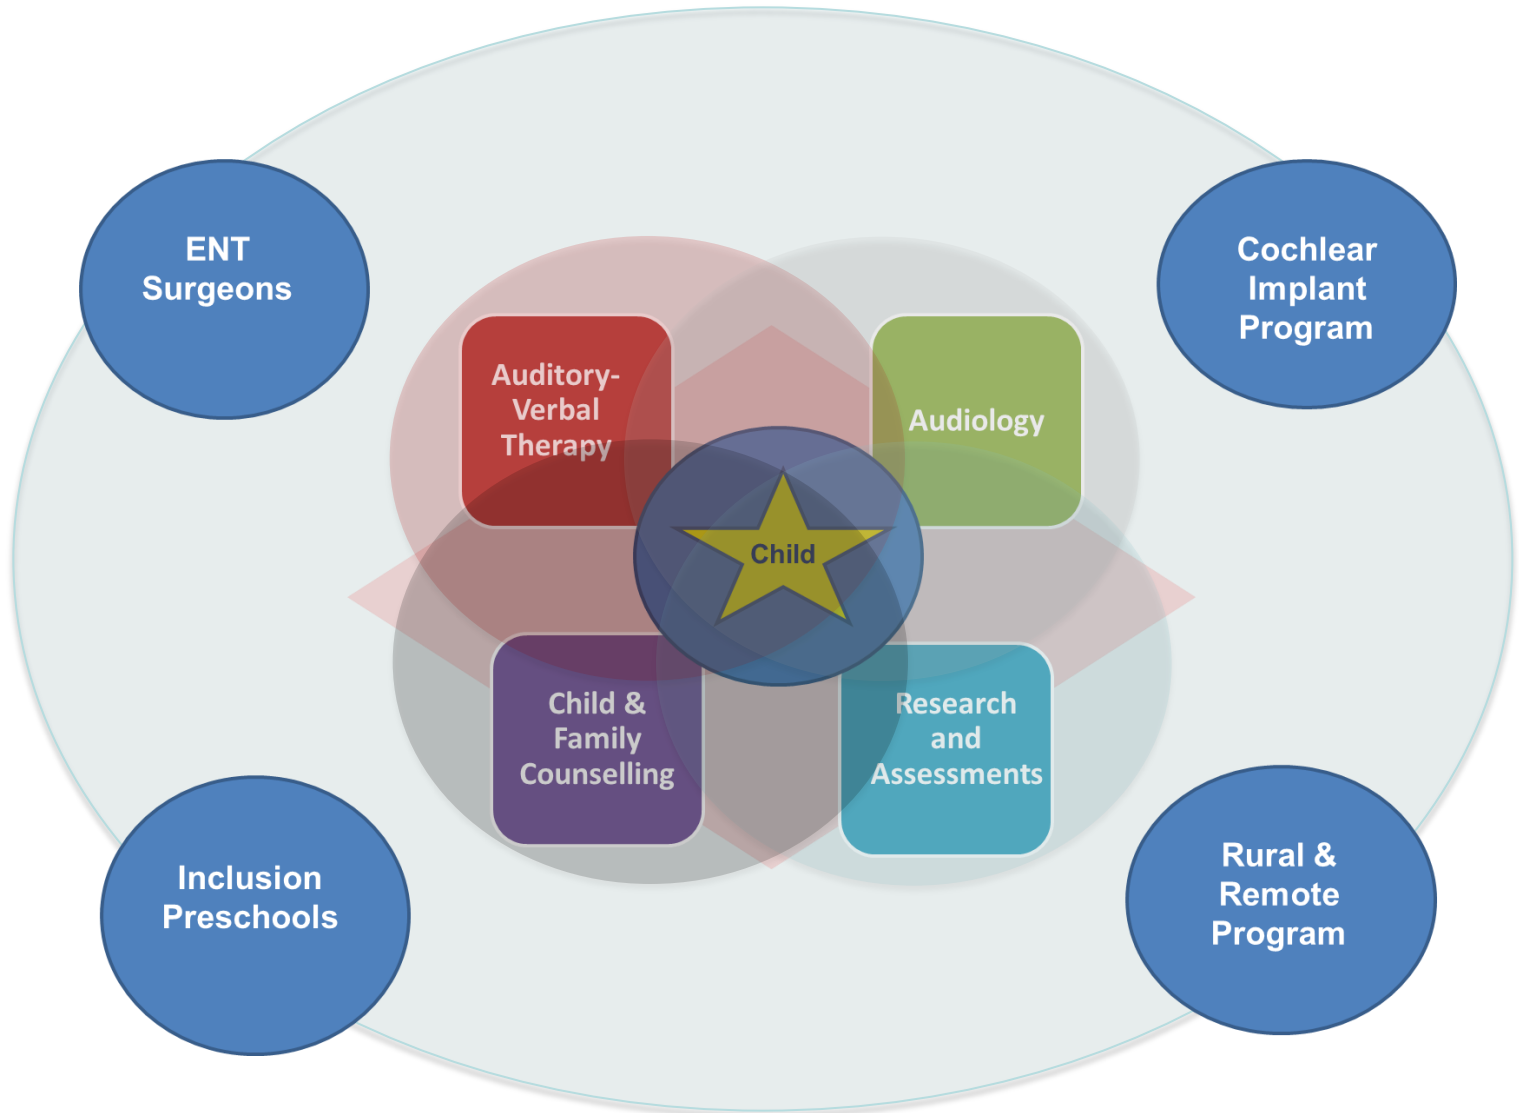 ENT
Surgeons
Cochlear
Implant
Program
Auditory-
Verbal
Therapy
Audiology
Child
Child &
Family
Counselling
Research
and
Assessments
Inclusion
Preschools
Rural &
Remote
Program